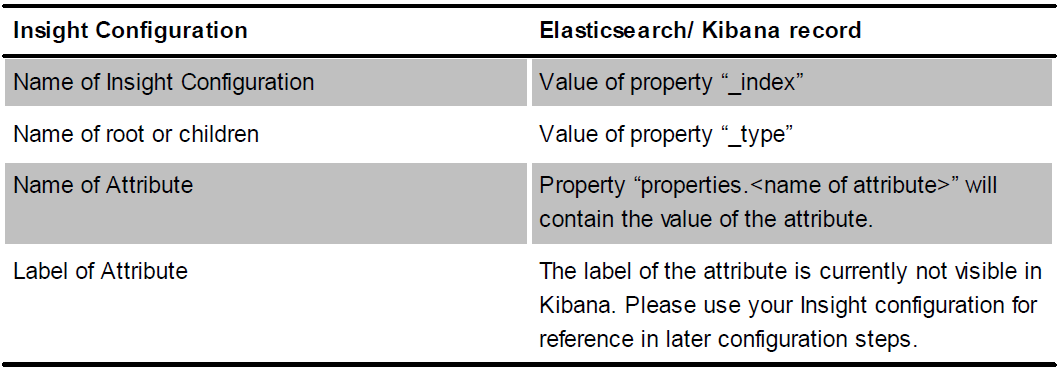 Insight Configuration
Elasticsearch/ Kibana record
Name of Insight Configuration
Value of property “_index”
Name of root or children
Value of property “_type”
Name of Attribute
Property “properties.<name of attribute>” will
contain the value of the attribute.
Label of Attribute
The label of the attribute is currently not visible in
Kibana. Please use your Insight configuration for
reference in later configuration steps.